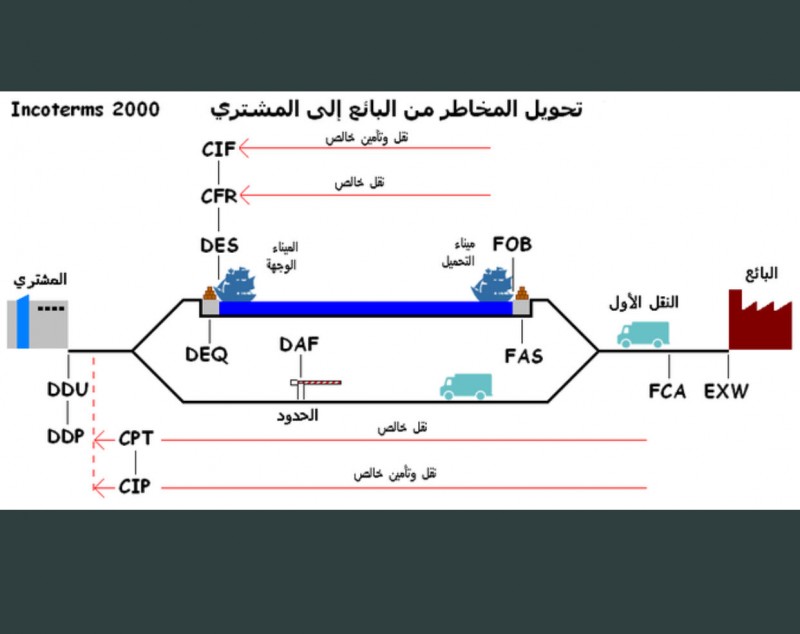 Incoterms 2000
تحويل المخاطر من البائع إلى المشتري
نقل وتأمين خالص
CIF
نقل خالص
CFR
DES
الميناء
الوجهة
ميناء
التحميل
FOB
البائع
المشتري
النقل الأول
DEQ
DAF
FAS
الحدود
DDU
FCA
EXW
DDP
CPT
نقل خالص
CIP
نقل وتأمين خالص